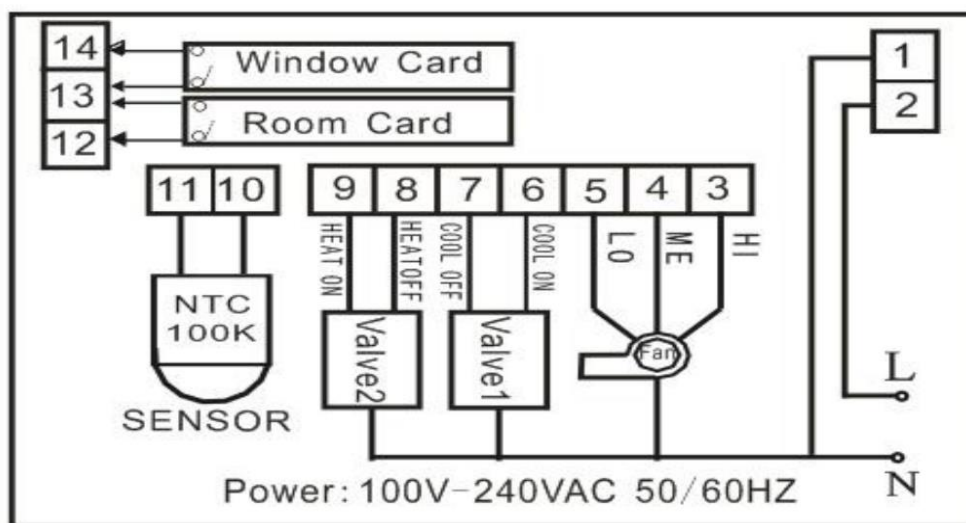 14
Window Card
13
Room Card
12
1
2
11 10
9 8 7 6 5 4 3
HEAT ON
HEATOFF
COOL OFF
COOL ON
LO
ME
HI
NTC
100K
SENSOR
Valve2
Valve1
Fan
L
N
Power: 100V-240VAC 50/60HZ